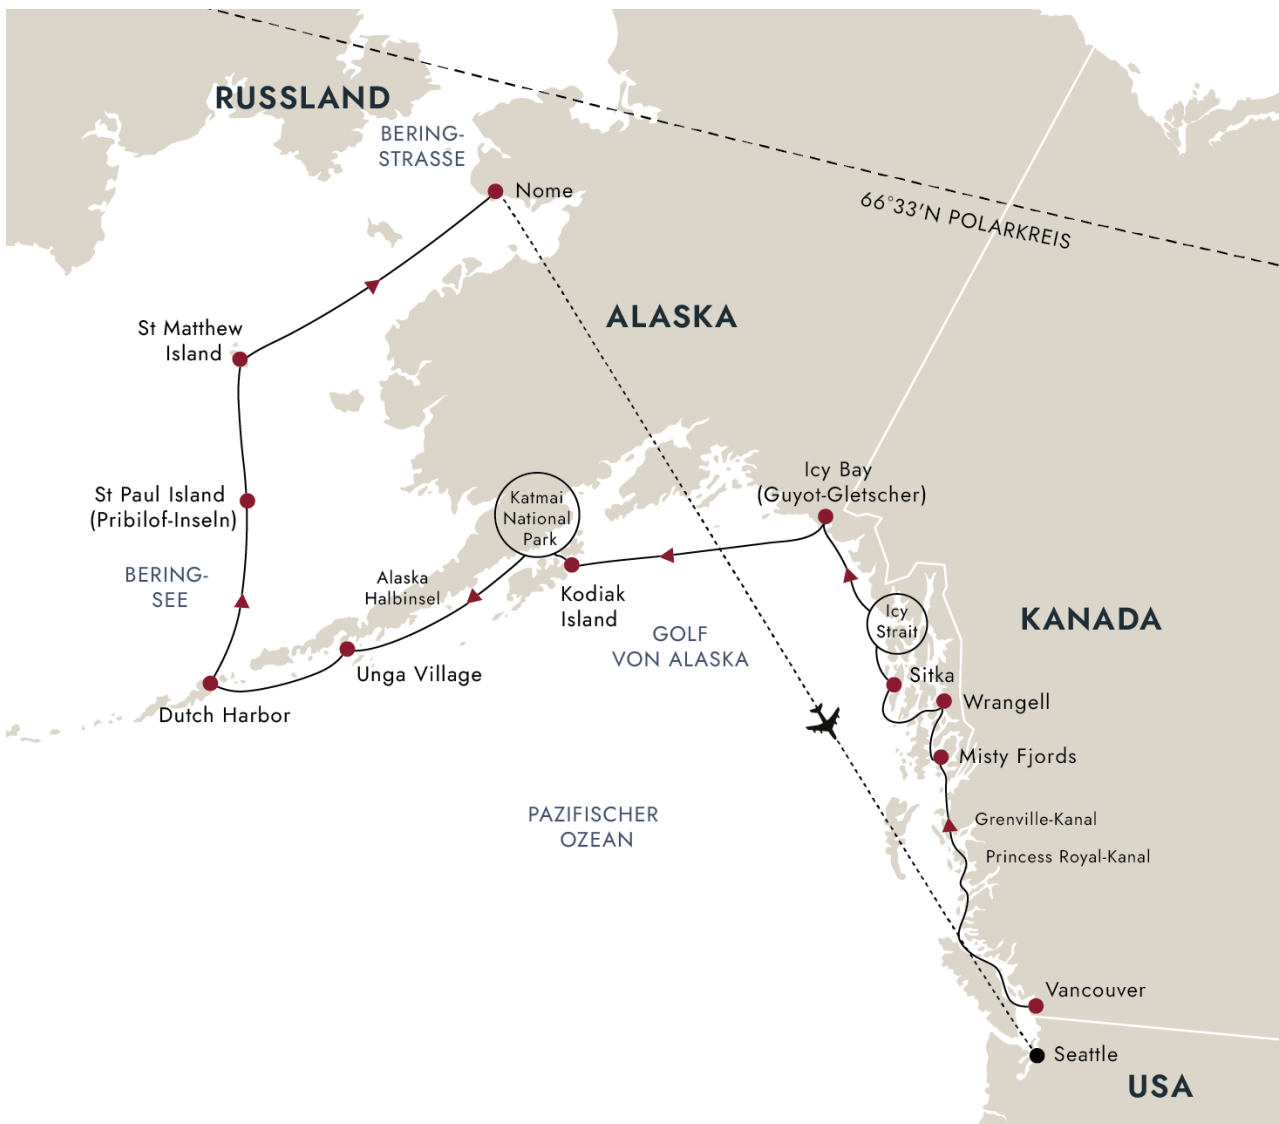 RUSSLAND
BERING-
STRASSE
Nome
66°33'N POLARKREIS
ALASKA
St Matthew
Island
Icy Bay
(Guyot-Gletscher)
St Paul Island
(Pribilof-Inseln)
Katmai
National
Park
BERING-
SEE
Alaska
Halbinsel
Kodiak
Island
Icy
Strait
KANADA
GOLF
VON ALASKA
Unga Village
Sitka
Wrangell
Dutch Harbor
Misty Fjords
PAZIFISCHER
OZEAN
Grenville-Kanal
Princess Royal-Kanal
Vancouver
Seattle
USA